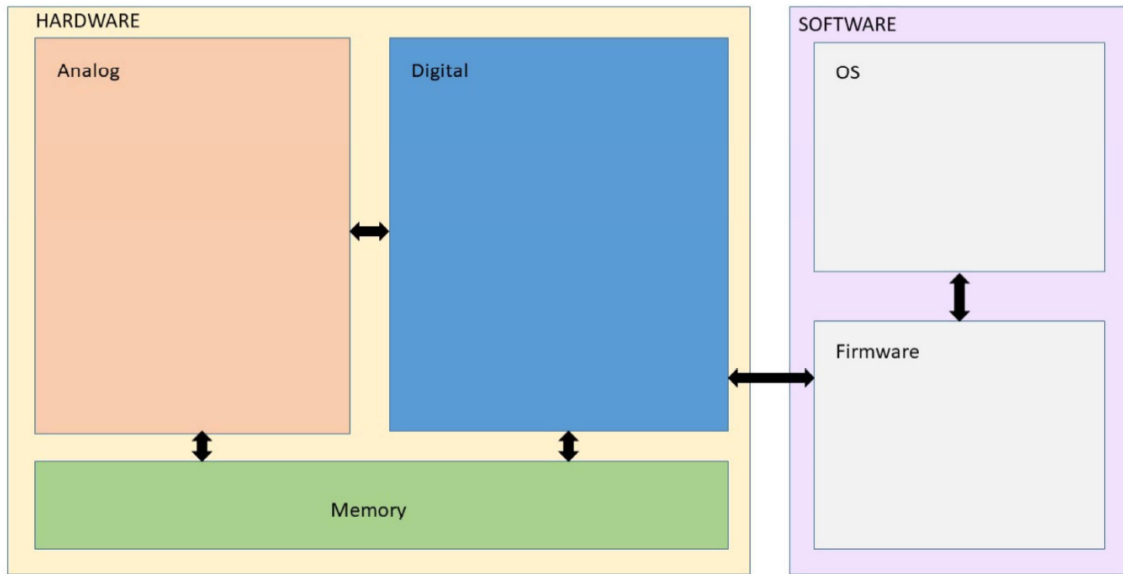 HARDWARE
Analog
Digital
Memory
SOFTWARE
OS
Firmware